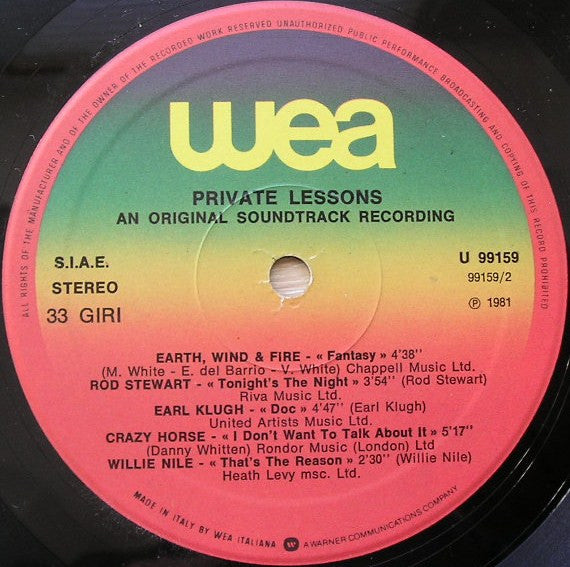 ALL RIGHTS OF THE MANUFACTURER AND OF THE OWNER OF THE RECORDED WORK RESERVED UNAUTHORIZED PUBLIC PERFORMANCE BROADCASTING AND COPYING OF THIS RECORD PROHIBITED
wea
PRIVATE LESSONS
AN ORIGINAL SOUNDTRACK RECORDING
S.I.A.E.
STEREO
33 GIRI
U 99159
99159/2
Ⓟ 1981
EARTH, WIND & FIRE - « Fantasy » 4'38''
(M. White - E. del Barrio - V. White) Chappell Music Ltd.
ROD STEWART - « Tonight's The Night » 3'54'' (Rod Stewart)
Riva Music Ltd.
EARL KLUGH - « Doc » 4'47'' (Earl Klugh)
United Artists Music Ltd.
CRAZY HORSE - « I Don't Want To Talk About It » 5'17''
(Danny Whitten) Rondor Music (London) Ltd
WILLIE NILE - « That's The Reason » 2'30'' (Willie Nile)
Heath Levy msc. Ltd.
MADE IN ITALY BY WEA ITALIANA W A WARNER COMMUNICATIONS COMPANY